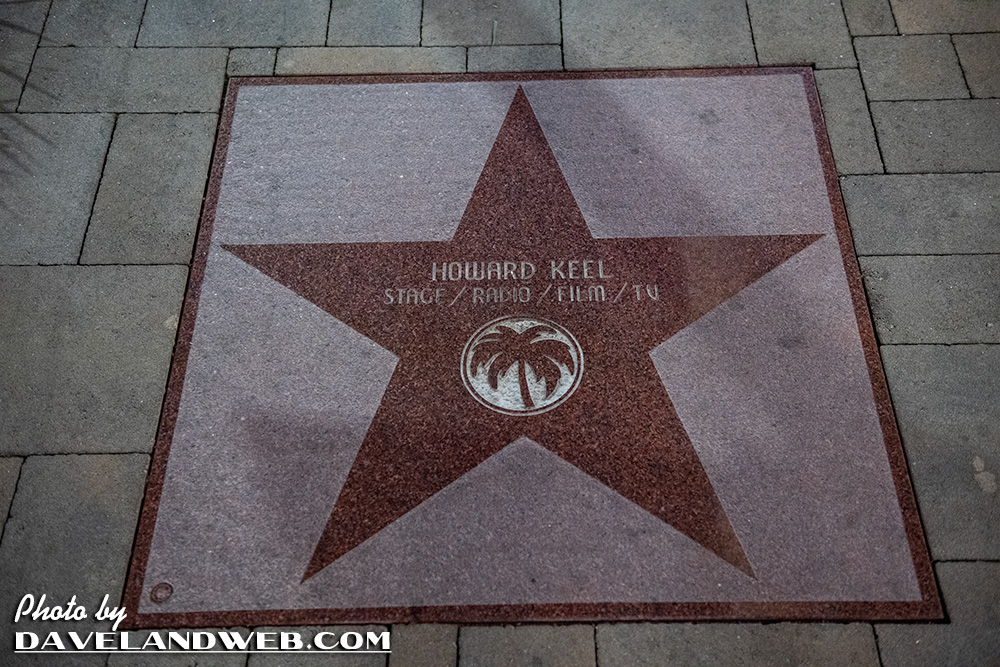 HOWARD KEEL
STAGE / RADIO / FILM / TV
Photo by
DAVELANDWEB.COM